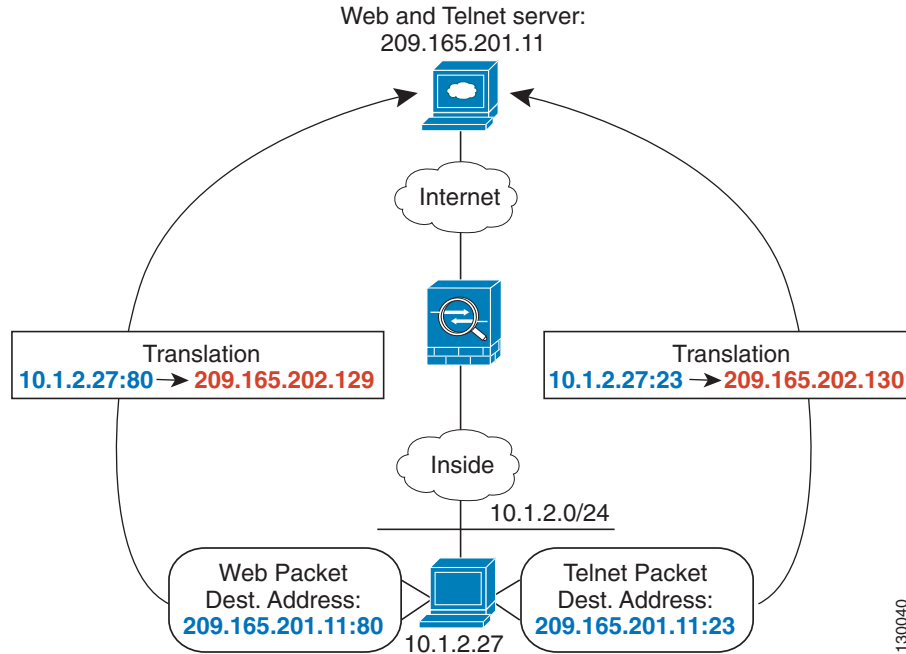 Web and Telnet server:
209.165.201.11
Internet
Translation
10.1.2.27:80 → 209.165.202.129
Translation
10.1.2.27:23 → 209.165.202.130
Inside
10.1.2.0/24
Web Packet
Dest. Address:
209.165.201.11:80
Telnet Packet
Dest. Address:
209.165.201.11:23
10.1.2.27
130040